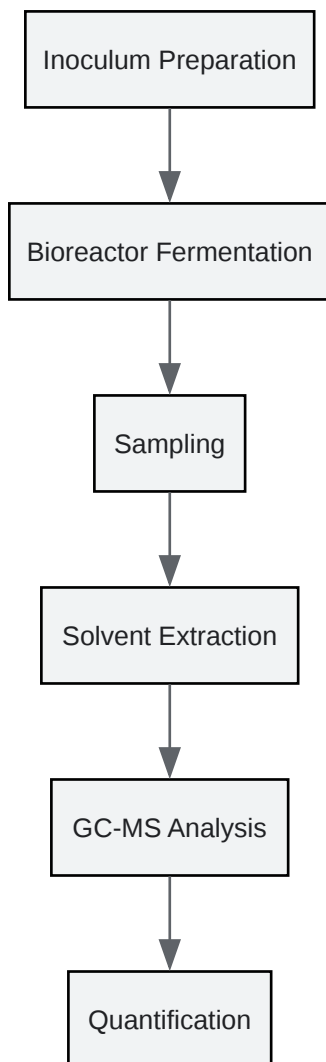 Inoculum Preparation
Bioreactor Fermentation
Sampling
Solvent Extraction
GC-MS Analysis
Quantification